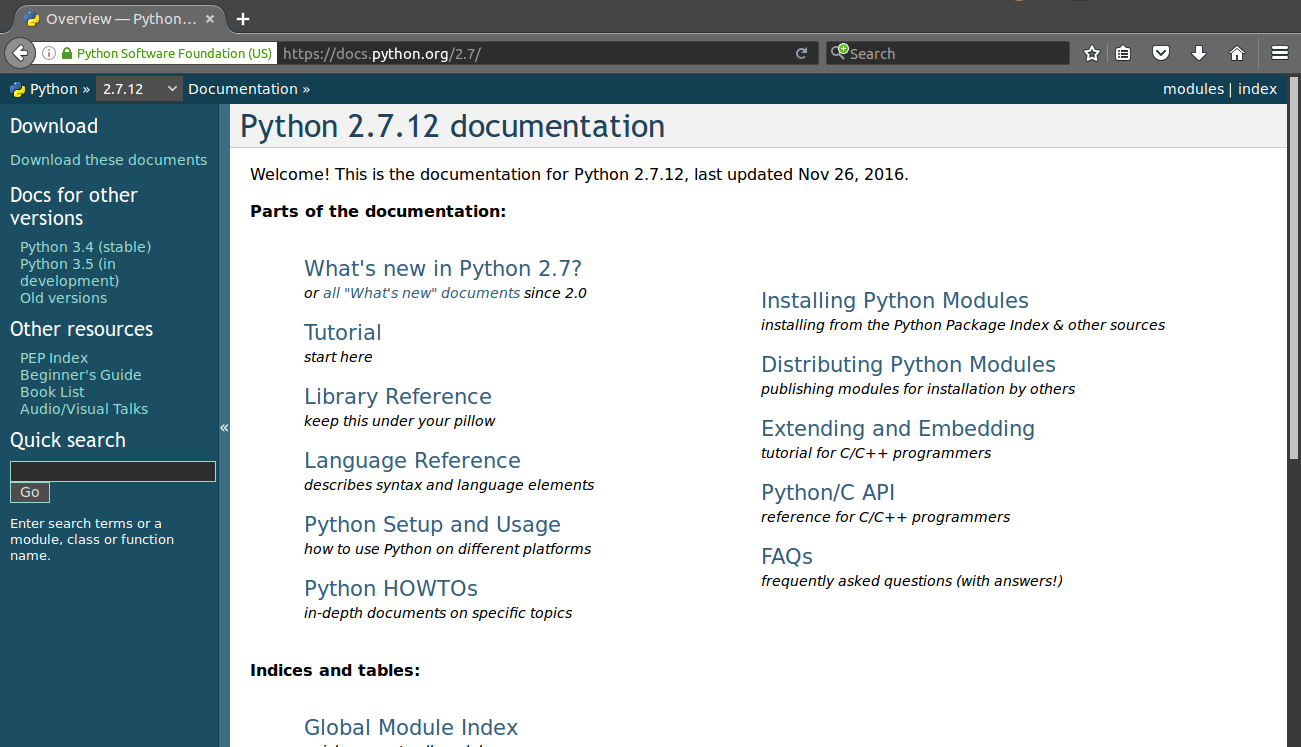 Overview — Python...
Python Software Foundation (US)
https://docs.python.org/2.7/
Search
Python »
2.7.12
Documentation »
modules | index
Download
Download these documents
Docs for other
versions
Python 3.4 (stable)
Python 3.5 (in
development)
Old versions
Other resources
PEP Index
Beginner's Guide
Book List
Audio/Visual Talks
Quick search
Go
Enter search terms or a
module, class or function
name.
«
Python 2.7.12 documentation
Welcome! This is the documentation for Python 2.7.12, last updated Nov 26, 2016.
Parts of the documentation:
What's new in Python 2.7?
or all "What's new" documents since 2.0
Tutorial
start here
Library Reference
keep this under your pillow
Language Reference
describes syntax and language elements
Python Setup and Usage
how to use Python on different platforms
Python HOWTOs
in-depth documents on specific topics
Installing Python Modules
installing from the Python Package Index & other sources
Distributing Python Modules
publishing modules for installation by others
Extending and Embedding
tutorial for C/C++ programmers
Python/C API
reference for C/C++ programmers
FAQs
frequently asked questions (with answers!)
Indices and tables:
Global Module Index